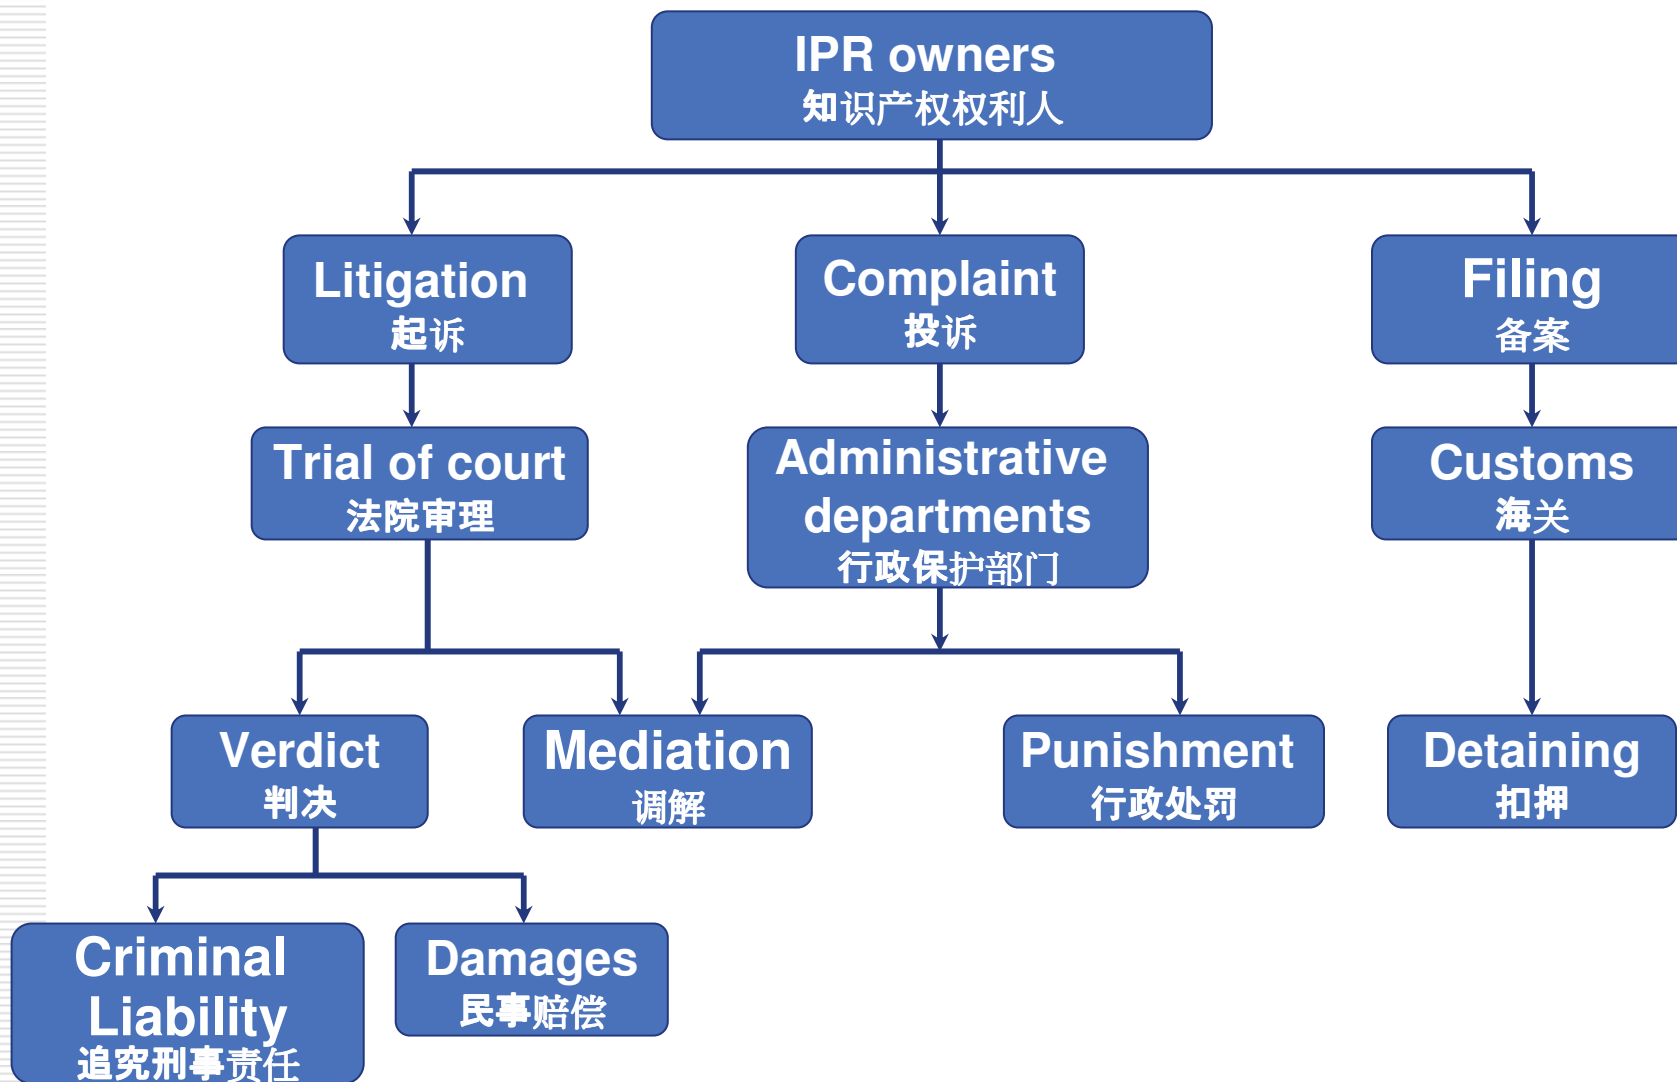 IPR owners
知识产权权利人
Litigation
起诉
Complaint
投诉
Filing
备案
Trial of court
法院审理
Administrative
departments
行政保护部门
Customs
海关
Verdict
判决
Mediation
调解
Punishment
行政处罚
Detaining
扣押
Criminal
Liability
追究刑事责任
Damages
民事赔偿